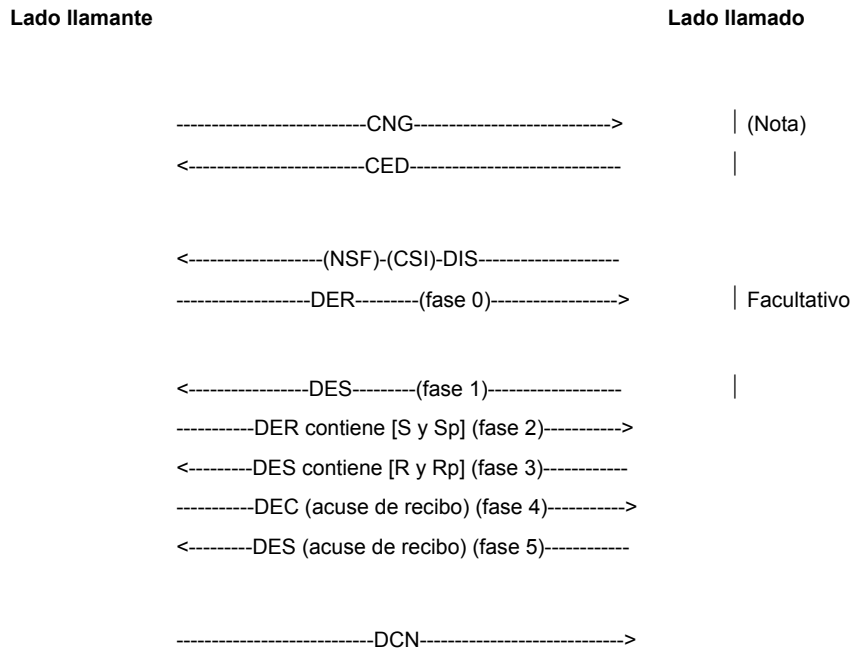 Lado llamante Lado llamado
---------------------------CNG----------------------------> | (Nota)
<-------------------------CED------------------------------ |
<-------------------(NSF)-(CSI)-DIS--------------------
-------------------DER---------(fase 0)------------------> | Facultativo
<-----------------DES---------(fase 1)------------------- |
-----------DER contiene [S y Sp] (fase 2)----------->
<---------DES contiene [R y Rp] (fase 3)------------
-----------DEC (acuse de recibo) (fase 4)----------->
<---------DES (acuse de recibo) (fase 5)------------
----------------------------DCN----------------------------->